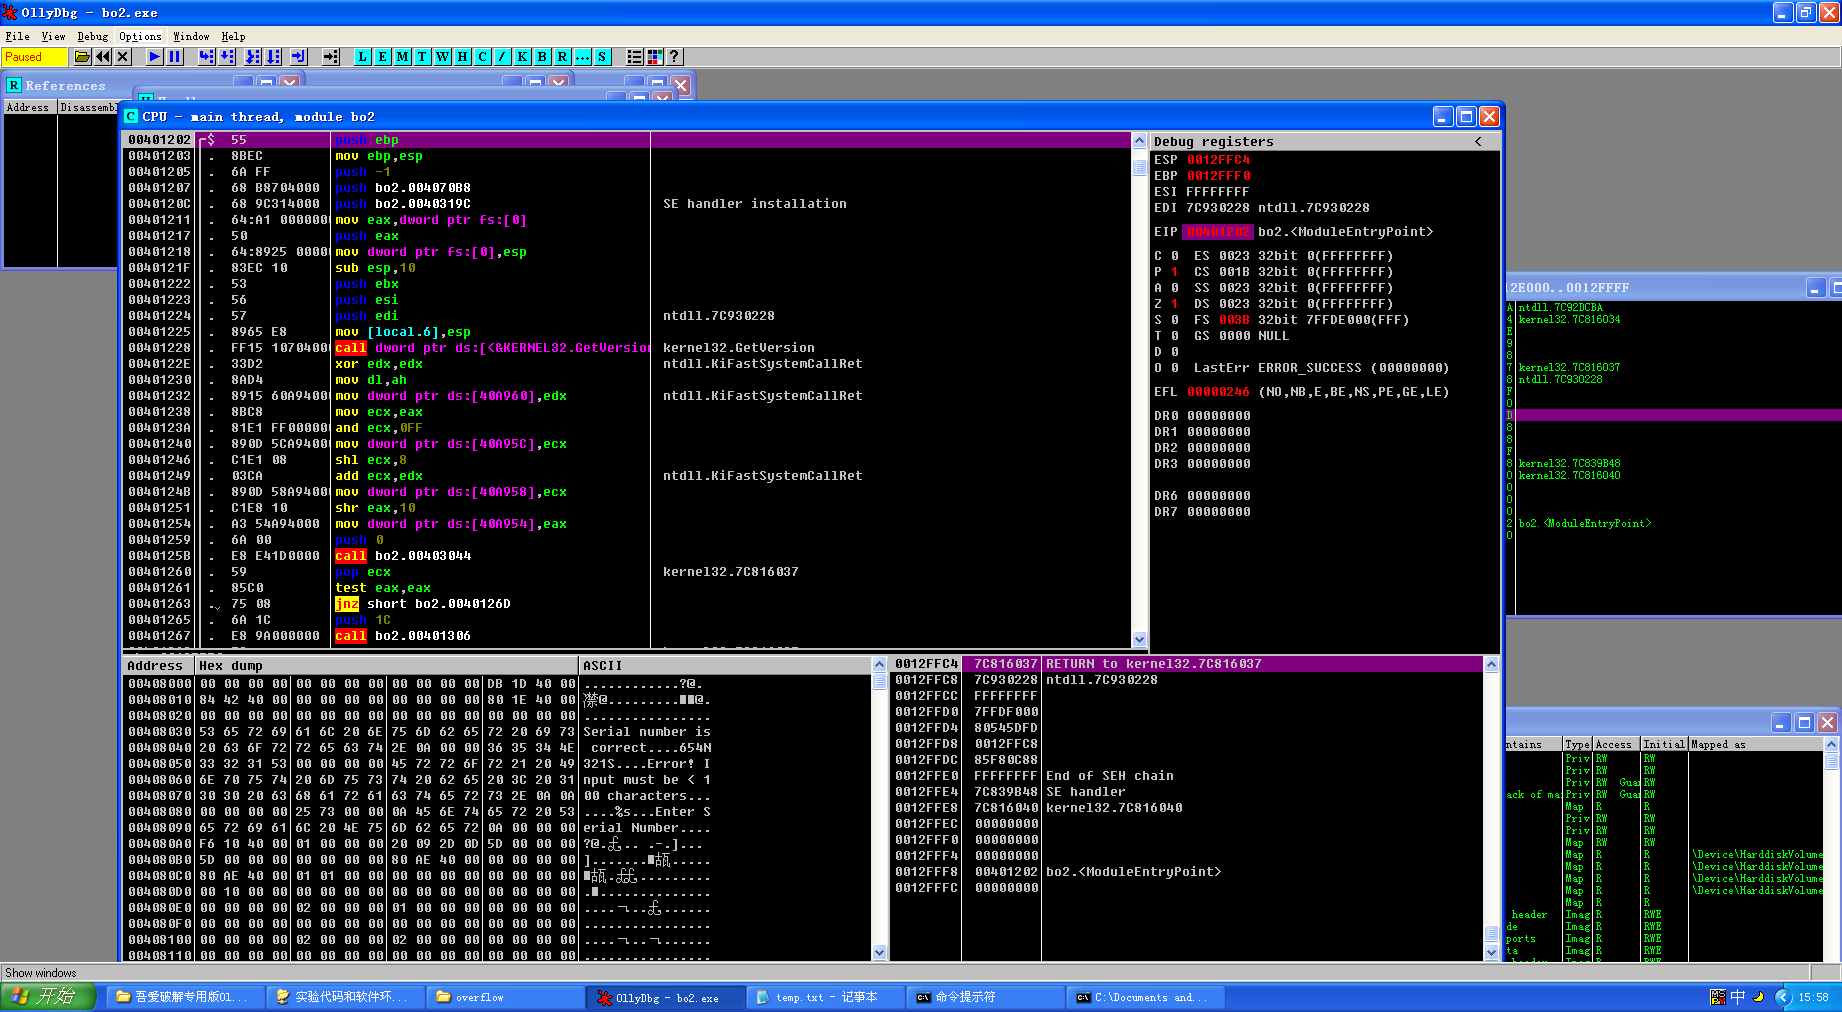 OllyDbg - bo2.exe
File View Debug Options Window Help
Paused
L E M T W H C / K B R ... S
?
R References
Address Disassembl
C CPU - main thread, module bo2
00401202 $ 55 push ebp
00401203 . 8BEC mov ebp,esp
00401205 . 6A FF push -1
00401207 . 68 B8704000 push bo2.004070B8
0040120C . 68 9C314000 push bo2.0040319C SE handler installation
00401211 . 64:A1 0000000 mov eax,dword ptr fs:[0]
00401217 . 50 push eax
00401218 . 64:8925 00000 mov dword ptr fs:[0],esp
0040121F . 83EC 10 sub esp,10
00401222 . 53 push ebx
00401223 . 56 push esi
00401224 . 57 push edi ntdll.7C930228
00401225 . 8965 E8 mov [local.6],esp
00401228 . FF15 10704000 call dword ptr ds:[<&KERNEL32.GetVersion kernel32.GetVersion
0040122E . 33D2 xor edx,edx ntdll.KiFastSystemCallRet
00401230 . 8AD4 mov dl,ah
00401232 . 8915 60A94000 mov dword ptr ds:[40A960],edx ntdll.KiFastSystemCallRet
00401238 . 8BC8 mov ecx,eax
0040123A . 81E1 FF000000 and ecx,0FF
00401240 . 890D 5CA94000 mov dword ptr ds:[40A95C],ecx
00401246 . C1E1 08 shl ecx,8
00401249 . 03CA add ecx,edx ntdll.KiFastSystemCallRet
0040124B . 890D 58A94000 mov dword ptr ds:[40A958],ecx
00401251 . C1E8 10 shr eax,10
00401254 . A3 54A94000 mov dword ptr ds:[40A954],eax
00401259 . 6A 00 push 0
0040125B . E8 E41D0000 call bo2.00403044
00401260 . 59 pop ecx kernel32.7C816037
00401261 . 85C0 test eax,eax
00401263 . 75 08 jnz short bo2.0040126D
00401265 . 6A 1C push 1C
00401267 . E8 9A000000 call bo2.00401306
Debug registers <
ESP 0012FFC4
EBP 0012FFF0
ESI FFFFFFFF
EDI 7C930228 ntdll.7C930228
EIP 00401202 bo2.<ModuleEntryPoint>
C 0 ES 0023 32bit 0(FFFFFFFF)
P 1 CS 001B 32bit 0(FFFFFFFF)
A 0 SS 0023 32bit 0(FFFFFFFF)
Z 1 DS 0023 32bit 0(FFFFFFFF)
S 0 FS 003B 32bit 7FFDE000(FFF)
T 0 GS 0000 NULL
D 0
O 0 LastErr ERROR_SUCCESS (00000000)
EFL 00000246 (NO,NB,E,BE,NS,PE,GE,LE)
DR0 00000000
DR1 00000000
DR2 00000000
DR3 00000000
DR6 00000000
DR7 00000000
12E000..0012FFFF
A ntdll.7C92DCBA
4 kernel32.7C816034
E
9
8
7 kernel32.7C816037
8 ntdll.7C930228
F
0
D
8
8
F
8 kernel32.7C839B48
0 kernel32.7C816040
0
0
0
2 bo2.<ModuleEntryPoint>
0
Address Hex dump ASCII
00408000 00 00 00 00 00 00 00 00 00 00 00 00 DB 1D 40 00 ............?@.
00408010 84 42 40 00 00 00 00 00 00 00 00 00 80 1E 40 00
00408020 00 00 00 00 00 00 00 00 00 00 00 00 00 00 00 00 ................
00408030 53 65 72 69 61 6C 20 6E 75 6D 62 65 72 20 69 73 Serial number is
00408040 20 63 6F 72 72 65 63 74 2E 0A 00 00 36 35 34 4E correct....654N
00408050 33 32 31 53 00 00 00 00 45 72 72 6F 72 21 20 49 321S....Error! I
00408060 6E 70 75 74 20 6D 75 73 74 20 62 65 20 3C 20 31 nput must be < 1
00408070 30 30 20 63 68 61 72 61 63 74 65 72 73 2E 0A 0A 00 characters...
00408080 00 00 00 00 25 73 00 00 0A 45 6E 74 65 72 20 53 ....%s...Enter S
00408090 65 72 69 61 6C 20 4E 75 6D 62 65 72 0A 00 00 00 erial Number....
004080A0 F6 10 40 00 01 00 00 00 20 09 2D 0D 5D 00 00 00
004080B0 5D 00 00 00 00 00 00 00 80 AE 40 00 00 00 00 00
004080C0 80 AE 40 00 01 01 00 00 00 00 00 00 00 00 00 00
004080D0 00 10 00 00 00 00 00 00 00 00 00 00 00 00 00 00
004080E0 00 00 00 00 02 00 00 00 01 00 00 00 00 00 00 00
004080F0 00 00 00 00 00 00 00 00 00 00 00 00 00 00 00 00 ................
00408100 00 00 00 00 02 00 00 00 02 00 00 00 00 00 00 00
00408110 00 00 00 00 00 00 00 00 00 00 00 00 00 00 00 00 ................
0012FFC4 7C816037 RETURN to kernel32.7C816037
0012FFC8 7C930228 ntdll.7C930228
0012FFCC FFFFFFFF
0012FFD0 7FFDF000
0012FFD4 80545DFD
0012FFD8 0012FFC8
0012FFDC 85F80C88
0012FFE0 FFFFFFFF End of SEH chain
0012FFE4 7C839B48 SE handler
0012FFE8 7C816040 kernel32.7C816040
0012FFEC 00000000
0012FFF0 00000000
0012FFF4 00000000
0012FFF8 00401202 bo2.<ModuleEntryPoint>
0012FFFC 00000000
ntains Type Access Initial Mapped as
Priv RW RW
Priv RW RW
Priv RW Gua RW
ack of ma Priv RW Gua RW
Map R R
Priv RW RW
Priv RW RW
Map RW RW
Map R R \Device\HarddiskVolume
Map R R \Device\HarddiskVolume
Map R R \Device\HarddiskVolume
Map R R \Device\HarddiskVolume
Map R R
header Imag R RWE
de Imag R RWE
ports Imag R RWE
ta Imag R RWE
Show windows
开始 吾爱破解专用版Ol... 实验代码和软件环... overflow OllyDbg - bo2.exe temp.txt - 记事本 命令提示符 C:\Documents and... 中 15:58